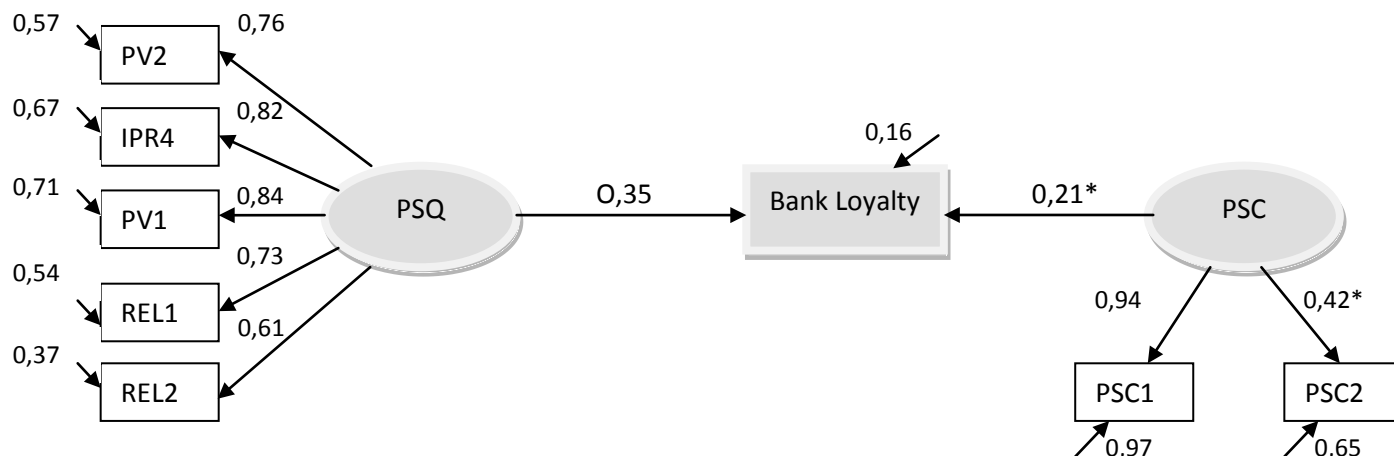 0,57
0,76
PV2
0,67
0,82
IPR4
0,71
0,84
PV1
0,54
0,73
REL1
0,37
0,61
REL2
PSQ
O,35
0,16
Bank Loyalty
0,21*
PSC
0,94
0,42*
PSC1
PSC2
0,97
0,65